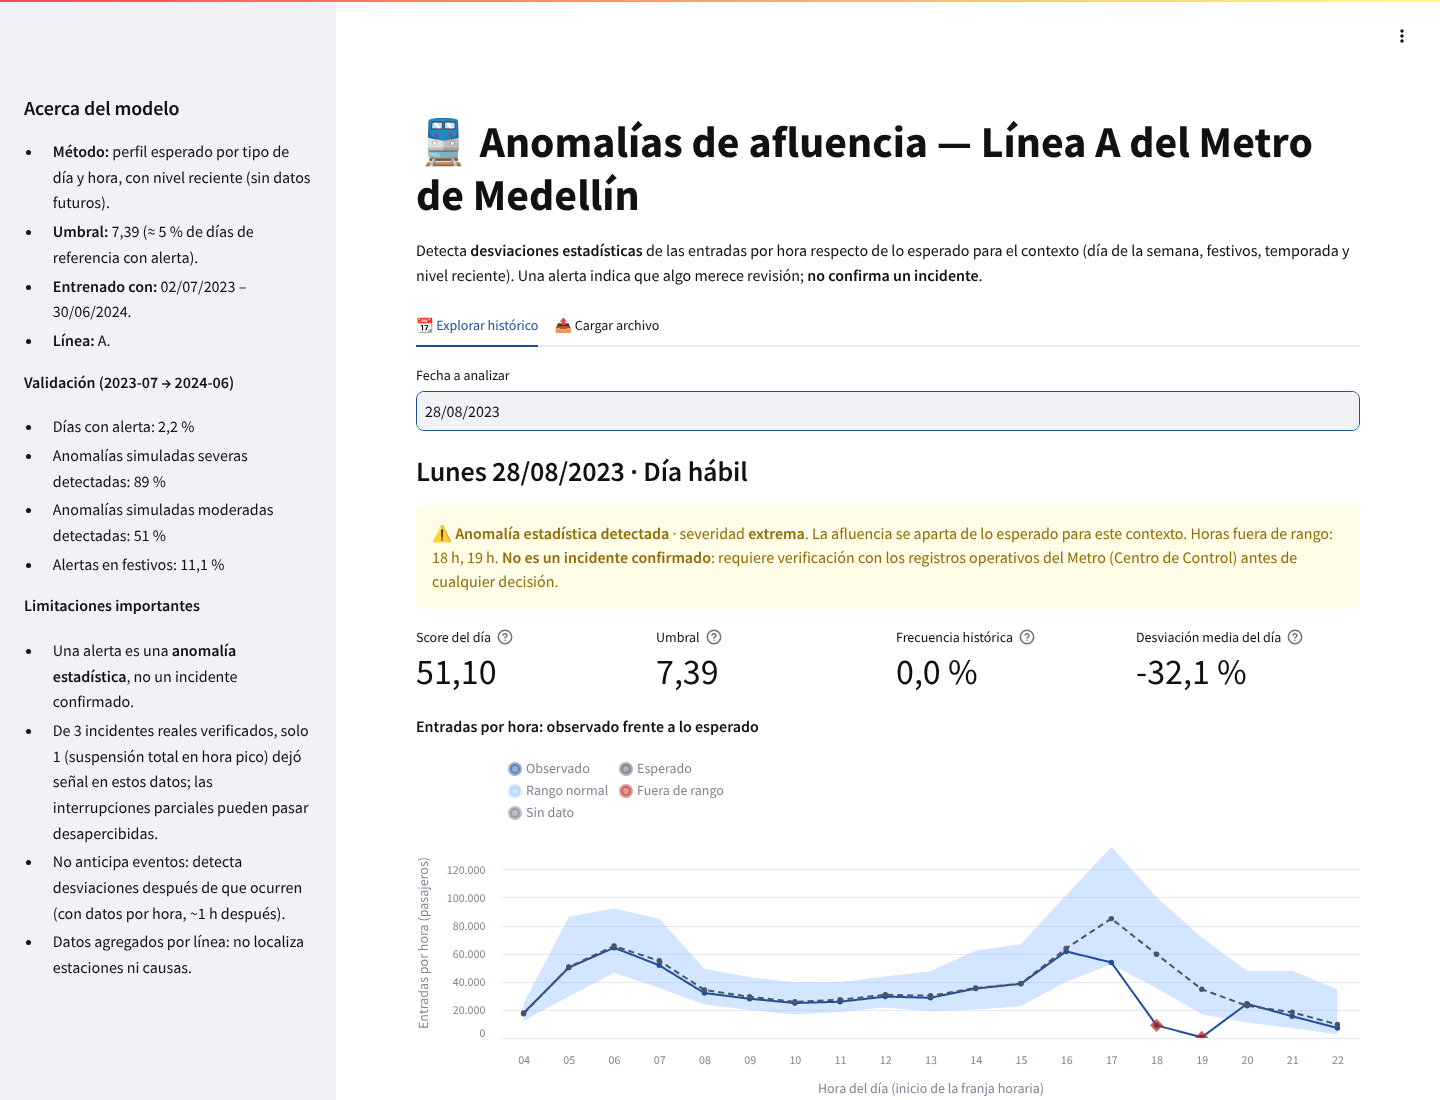 Acerca del modelo
Método: perfil esperado por tipo de
día y hora, con nivel reciente (sin datos
futuros).
Umbral: 7,39 (≈ 5 % de días de
referencia con alerta).
Entrenado con: 02/07/2023 –
30/06/2024.
Línea: A.
Validación (2023-07 → 2024-06)
Días con alerta: 2,2 %
Anomalías simuladas severas
detectadas: 89 %
Anomalías simuladas moderadas
detectadas: 51 %
Alertas en festivos: 11,1 %
Limitaciones importantes
Una alerta es una anomalía
estadística, no un incidente
confirmado.
De 3 incidentes reales verificados, solo
1 (suspensión total en hora pico) dejó
señal en estos datos; las
interrupciones parciales pueden pasar
desapercibidas.
No anticipa eventos: detecta
desviaciones después de que ocurren
(con datos por hora, ~1 h después).
Datos agregados por línea: no localiza
estaciones ni causas.
Anomalías de afluencia — Línea A del Metro
de Medellín
Detecta desviaciones estadísticas de las entradas por hora respecto de lo esperado para el contexto (día de la semana, festivos, temporada y
nivel reciente). Una alerta indica que algo merece revisión; no confirma un incidente.
Explorar histórico
Cargar archivo
Fecha a analizar
28/08/2023
Lunes 28/08/2023 · Día hábil
Anomalía estadística detectada · severidad extrema. La afluencia se aparta de lo esperado para este contexto. Horas fuera de rango:
18 h, 19 h. No es un incidente confirmado: requiere verificación con los registros operativos del Metro (Centro de Control) antes de
cualquier decisión.
Score del día
51,10
Umbral
7,39
Frecuencia histórica
0,0 %
Desviación media del día
-32,1 %
Entradas por hora: observado frente a lo esperado
Observado
Esperado
Rango normal
Fuera de rango
Sin dato
Entradas por hora (pasajeros)
120.000
100.000
80.000
60.000
40.000
20.000
0
04 05 06 07 08 09 10 11 12 13 14 15 16 17 18 19 20 21 22
Hora del día (inicio de la franja horaria)